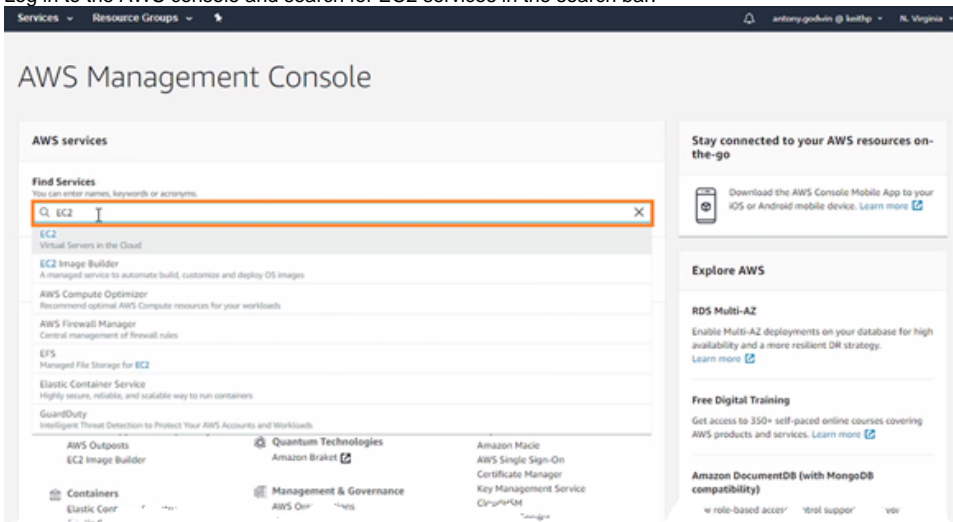 Log in to the AWS console and search for EC2 services in the search bar.
Services Resource Groups
antony.godwin @ keithp N. Virginia
AWS Management Console
AWS services
Find Services
You can enter names, keywords or acronyms.
EC2
EC2
Virtual Servers in the Cloud
EC2 Image Builder
A managed service to automate build, customize and deploy OS images
AWS Compute Optimizer
Recommend optimal AWS Compute resources for your workloads
AWS Firewall Manager
Central management of firewall rules
EFS
Managed File Storage for EC2
Elastic Container Service
Highly secure, reliable, and scalable way to run containers
GuardDuty
Intelligent Threat Detection to Protect Your AWS Accounts and Workloads
AWS Outposts
EC2 Image Builder
Containers
Elastic
Quantum Technologies
Amazon Braket
Management & Governance
AWS
Amazon Macie
AWS Single Sign-On
Certificate Manager
Key Management Service
Stay connected to your AWS resources on-
the-go
Download the AWS Console Mobile App to your
iOS or Android mobile device. Learn more
Explore AWS
RDS Multi-AZ
Enable Multi-AZ deployments on your database for high
availability and a more resilient DR strategy.
Learn more
Free Digital Training
Get access to 350+ self-paced online courses covering
AWS products and services. Learn more
Amazon DocumentDB (with MongoDB
compatibility)
role-based